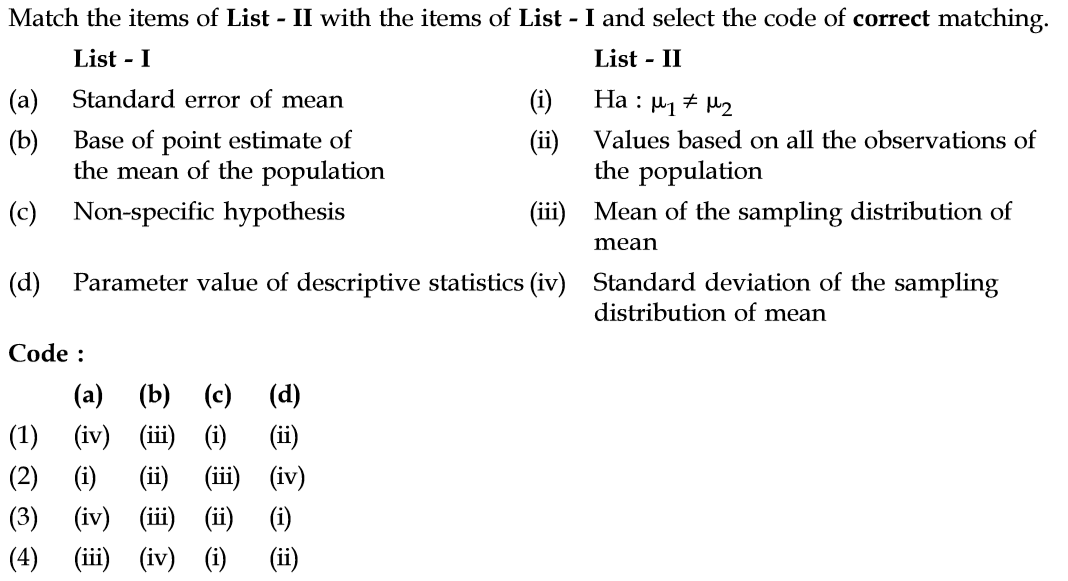 Match the items of List - II with the items of List - I and select the code of correct matching.
List - I List - II
(a) Standard error of mean (i) Ha : μ₁ ≠ μ₂
(b) Base of point estimate of (ii) Values based on all the observations of
the mean of the population the population
(c) Non-specific hypothesis (iii) Mean of the sampling distribution of
mean
(d) Parameter value of descriptive statistics (iv) Standard deviation of the sampling
distribution of mean
Code :
(a) (b) (c) (d)
(1) (iv) (iii) (i) (ii)
(2) (i) (ii) (iii) (iv)
(3) (iv) (iii) (ii) (i)
(4) (iii) (iv) (i) (ii)